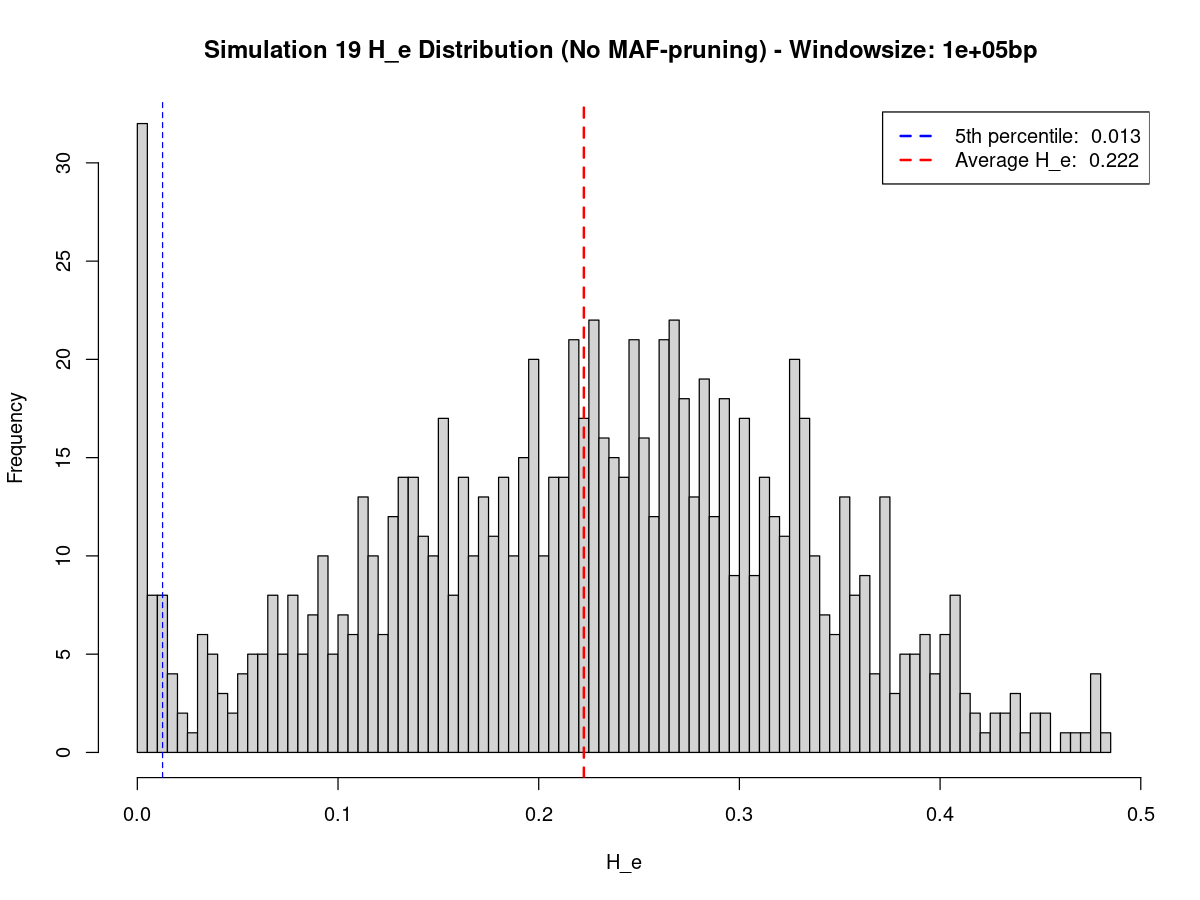 Simulation 19 H_e Distribution (No MAF-pruning) - Windowsize: 1e+05bp
5th percentile:  0.013
Average H_e:  0.222
Frequency
30
25
20
15
10
5
0
0.0 0.1 0.2 0.3 0.4 0.5
H_e